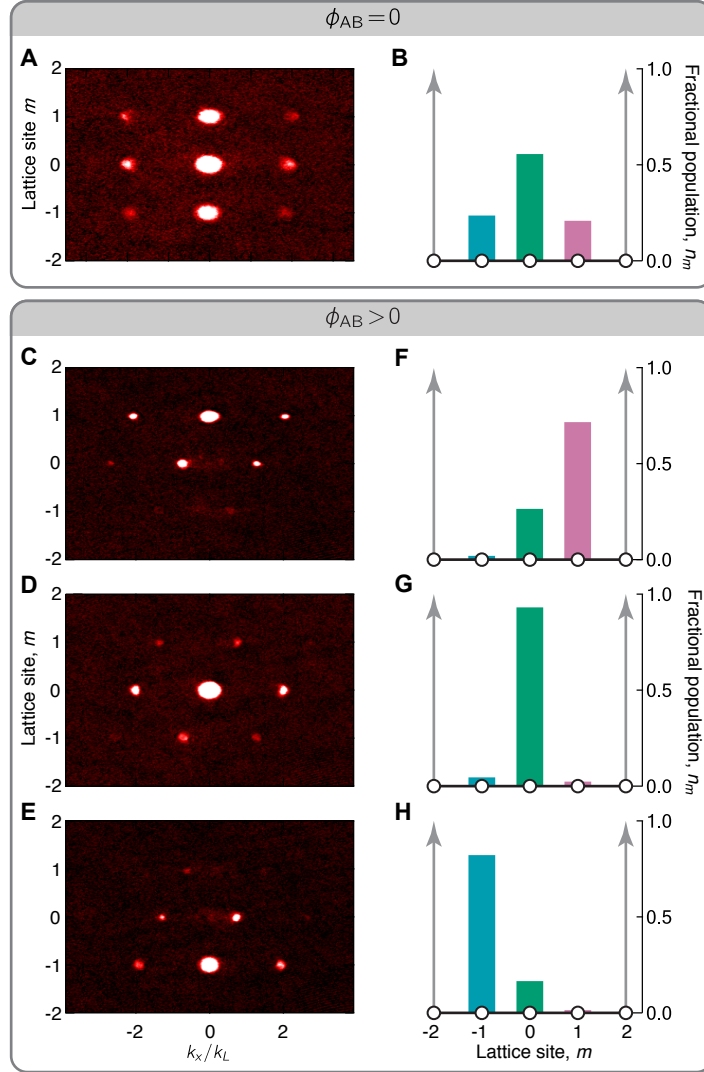 ϕAB = 0
A
B
2
1
0
-1
-2
Lattice site m
1.0
0.5
0.0
Fractional population, nm
ϕAB > 0
C
F
2
1
0
-1
-2
1.0
0.5
0.0
D
G
2
1
0
-1
-2
Lattice site, m
1.0
0.5
0.0
Fractional population, nm
E
H
2
1
0
-1
-2
-2 0 2
kx/kL
1.0
0.5
0.0
-2 -1 0 1 2
Lattice site, m